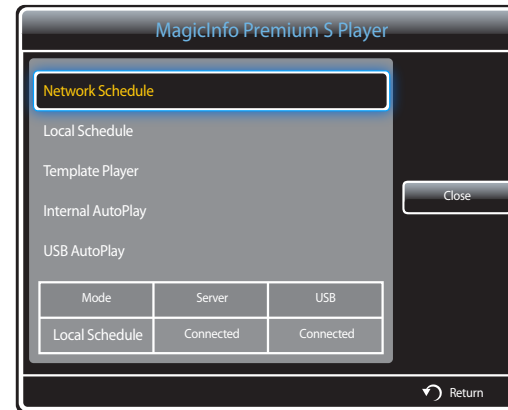 MagicInfo Premium S Player
Network Schedule
Local Schedule
Template Player
Internal AutoPlay
USB AutoPlay
Close
Mode Server USB
Local Schedule Connected Connected
Return